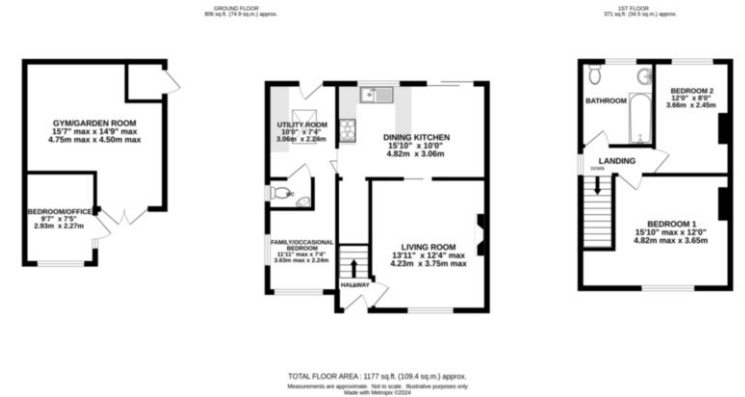 GROUND FLOOR
806 sq.ft. (74.9 sq.m.) approx.
1ST FLOOR
371 sq.ft. (34.5 sq.m.) approx.
GYM/GARDEN ROOM
15'7" max x 14'9" max
4.75m max x 4.50m max
BEDROOM/OFFICE
9'7" x 7'5"
2.93m x 2.27m
UTILITY ROOM
10'0" x 7'4"
3.06m x 2.24m
DINING KITCHEN
15'10" x 10'0"
4.82m x 3.06m
FAMILY/OCCASIONAL
BEDROOM
11'11" max x 7'4"
3.63m max x 2.24m
HALLWAY
LIVING ROOM
13'11" x 12'4" max
4.23m x 3.75m max
BATHROOM
BEDROOM 2
12'0" x 8'0"
3.66m x 2.45m
LANDING
DOWN
BEDROOM 1
15'10" max x 12'0"
4.82m max x 3.65m
TOTAL FLOOR AREA : 1177 sq.ft. (109.4 sq.m.) approx.
Measurements are approximate. Not to scale. Illustrative purposes only
Made with Metropix ©2024